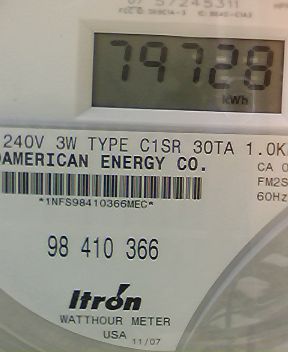 79728
kWh
240V 3W TYPE C1SR 30TA 1.0K
AMERICAN ENERGY CO.
CA 0
FM2S
60Hz
*1NFS98410366MEC*
98 410 366
Itron
WATTHOUR METER
USA 11/07